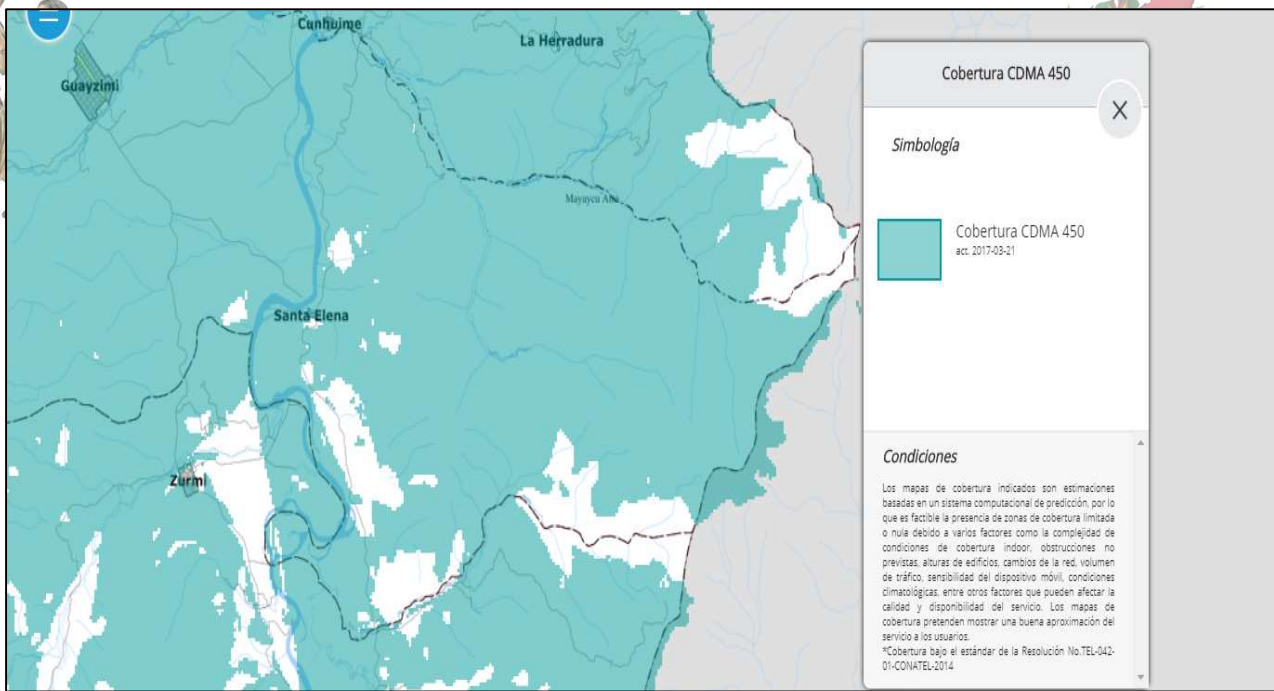 Cunhuime
La Herradura
Guayzimi
Mayaycu Alto
Santa Elena
Zurmi
Cobertura CDMA 450
X
Simbología
Cobertura CDMA 450
act. 2017-03-21
Condiciones
Los mapas de cobertura indicados son estimaciones
basadas en un sistema computacional de predicción, por lo
que es factible la presencia de zonas de cobertura limitada
o nula debido a varios factores como la complejidad de
condiciones de cobertura indoor, obstrucciones no
previstas, alturas de edificios, cambios de la red, volumen
de tráfico, sensibilidad del dispositivo móvil, condiciones
climatológicas, entre otros factores que pueden afectar la
calidad y disponibilidad del servicio. Los mapas de
cobertura pretenden mostrar una buena aproximación del
servicio a los usuarios.
*Cobertura bajo el estándar de la Resolución No.TEL-042-
01-CONATEL-2014